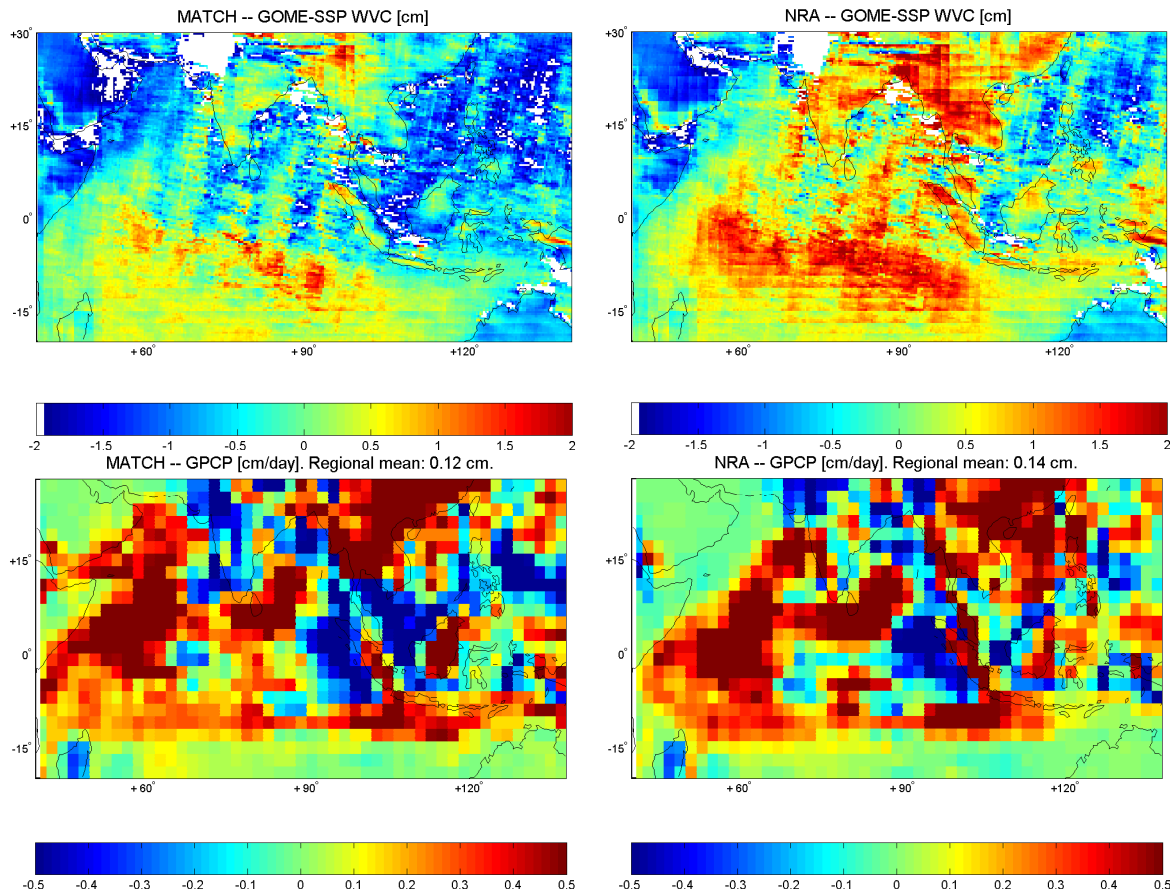 MATCH -- GOME-SSP WVC [cm]
+30°
+15°
0°
-15°
+60° +90° +120°
-2 -1.5 -1 -0.5 0 0.5 1 1.5 2
NRA -- GOME-SSP WVC [cm]
+30°
+15°
0°
-15°
+60° +90° +120°
-2 -1.5 -1 -0.5 0 0.5 1 1.5 2
MATCH -- GPCP [cm/day]. Regional mean: 0.12 cm.
+15°
0°
-15°
+60° +90° +120°
-0.5 -0.4 -0.3 -0.2 -0.1 0 0.1 0.2 0.3 0.4 0.5
NRA -- GPCP [cm/day]. Regional mean: 0.14 cm.
+15°
0°
-15°
+60° +90° +120°
-0.5 -0.4 -0.3 -0.2 -0.1 0 0.1 0.2 0.3 0.4 0.5